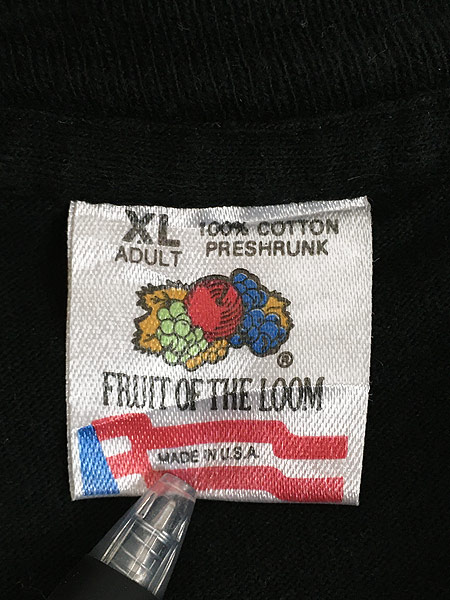 XL 100% COTTON
ADULT PRESHRUNK
®
FRUIT OF THE LOOM
MADE IN U.S.A.